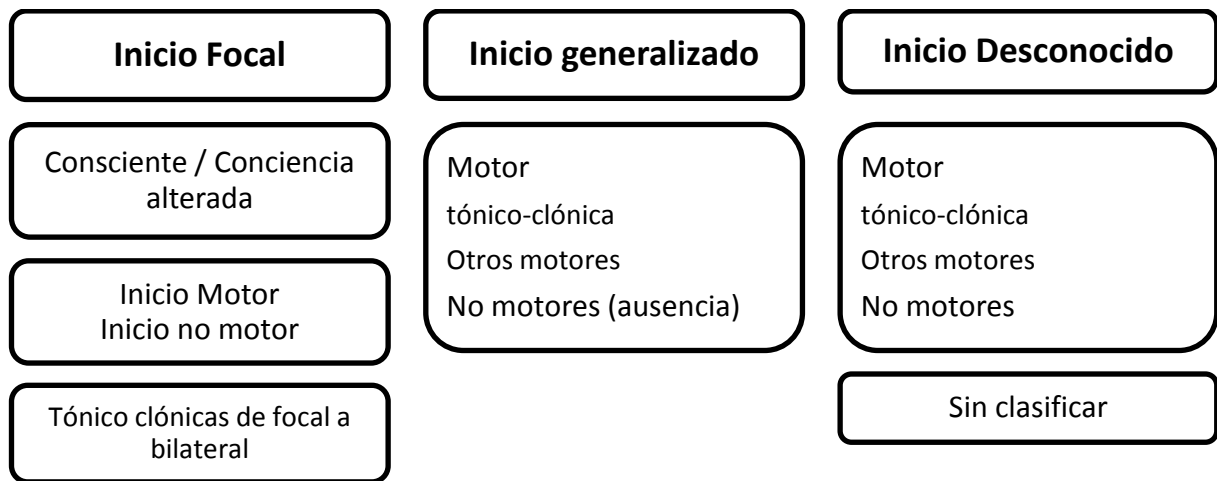 Inicio Focal
Consciente / Conciencia
alterada
Inicio Motor
Inicio no motor
Tónico clónicas de focal a
bilateral
Inicio generalizado
Motor
tónico-clónica
Otros motores
No motores (ausencia)
Inicio Desconocido
Motor
tónico-clónica
Otros motores
No motores
Sin clasificar